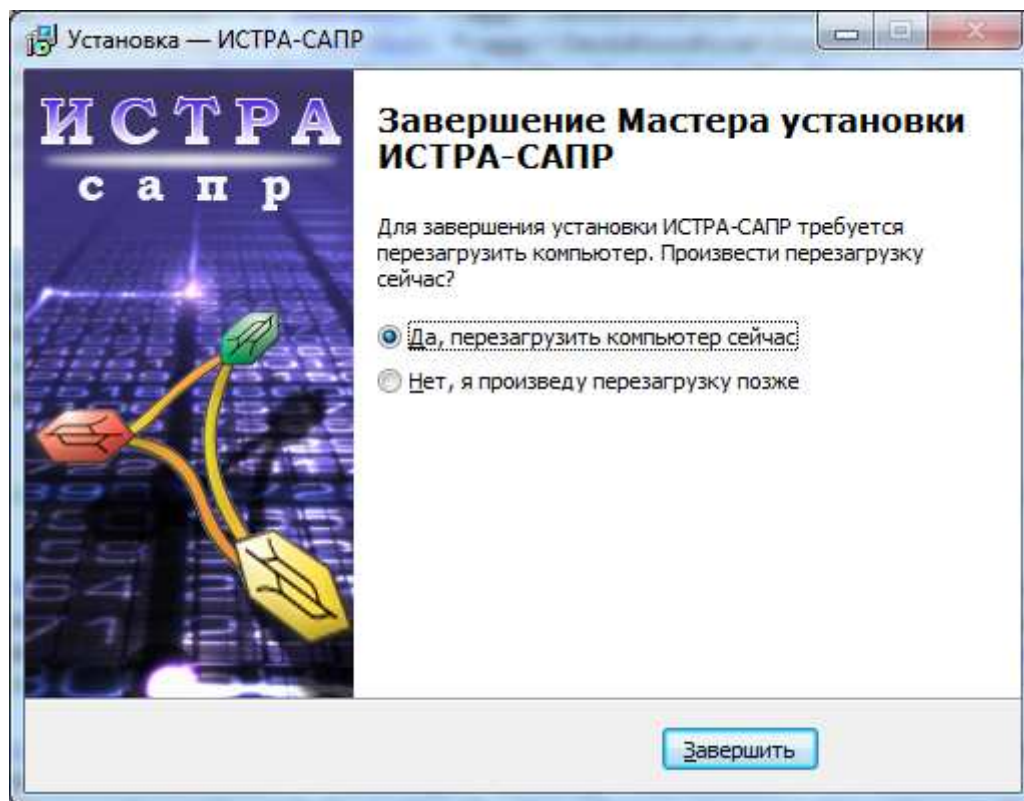 Установка — ИСТРА-САПР
ИСТРА
сапр
Завершение Мастера установки
ИСТРА-САПР
Для завершения установки ИСТРА-САПР требуется
перезагрузить компьютер. Произвести перезагрузку
сейчас?
Да, перезагрузить компьютер сейчас
Нет, я произведу перезагрузку позже
Завершить